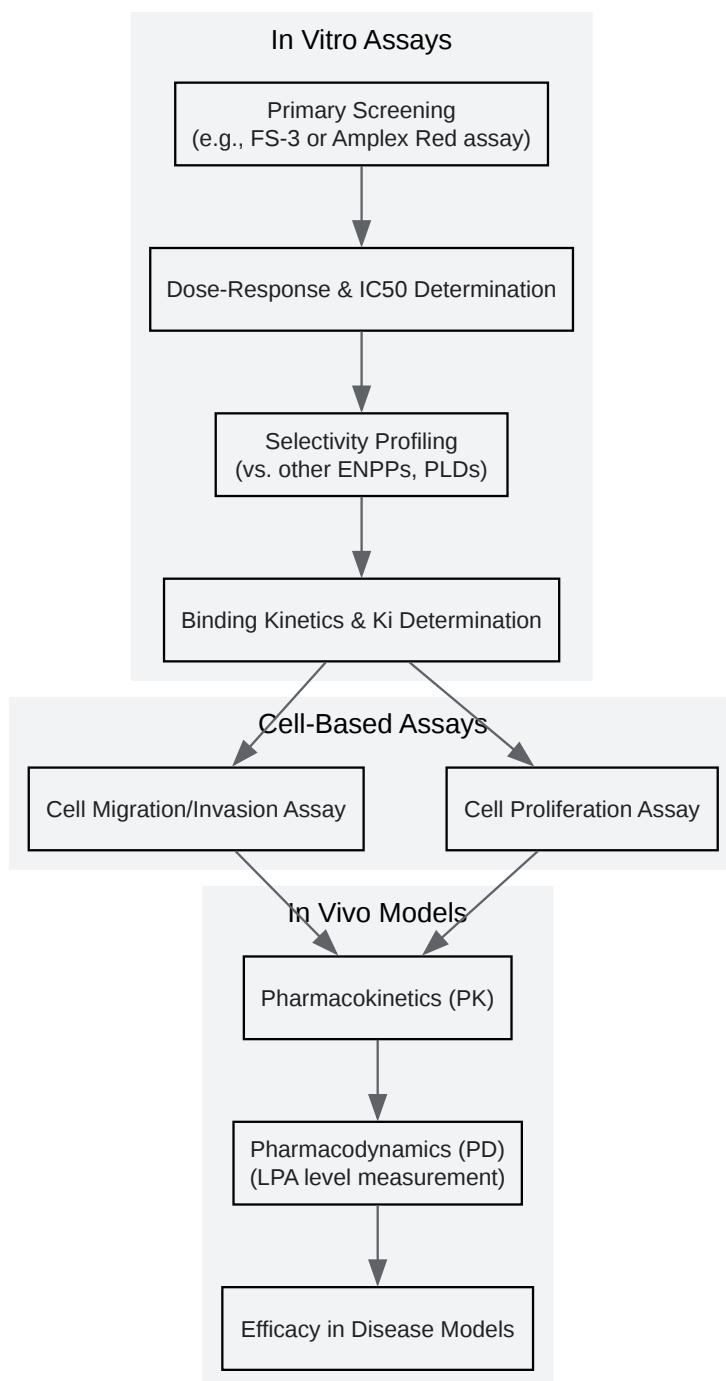 In Vitro Assays
Primary Screening
(e.g., FS-3 or Amplex Red assay)
Dose-Response & IC50 Determination
Selectivity Profiling
(vs. other ENPPs, PLDs)
Binding Kinetics & Ki Determination
Cell-Based Assays
Cell Migration/Invasion Assay
Cell Proliferation Assay
In Vivo Models
Pharmacokinetics (PK)
Pharmacodynamics (PD)
(LPA level measurement)
Efficacy in Disease Models